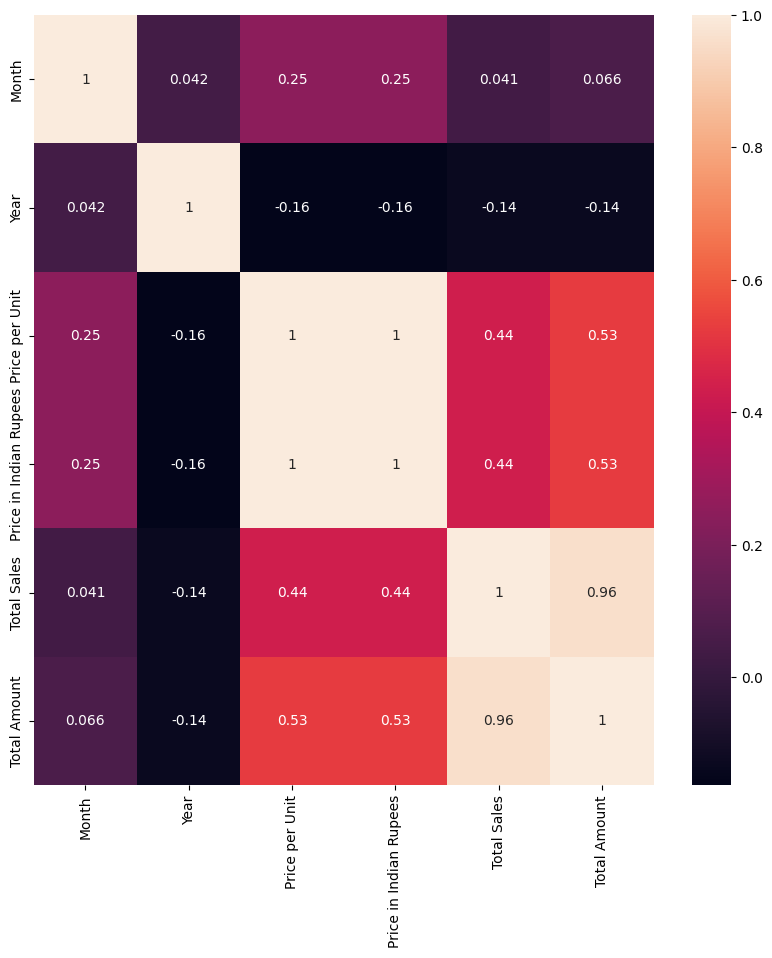 Month 1 0.042 0.25 0.25 0.041 0.066 1.0
Year 0.042 1 -0.16 -0.16 -0.14 -0.14 0.8
Price per Unit 0.25 -0.16 1 1 0.44 0.53 0.6
Price in Indian Rupees 0.25 -0.16 1 1 0.44 0.53 0.4
Total Sales 0.041 -0.14 0.44 0.44 1 0.96 0.2
Total Amount 0.066 -0.14 0.53 0.53 0.96 1 0.0
Month Year Price per Unit Price in Indian Rupees Total Sales Total Amount